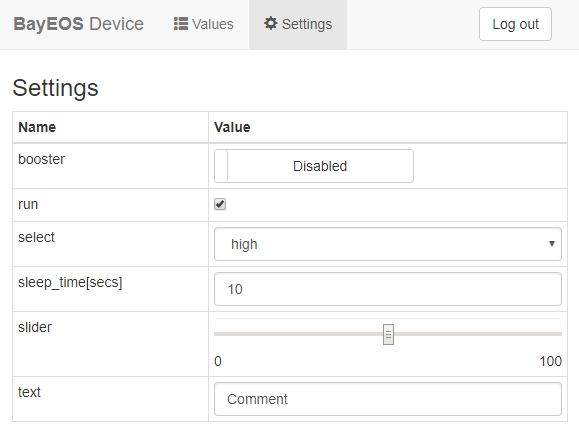 BayEOS Device Values Settings Log out
Settings
Name Value
booster Disabled
run
select high
sleep_time[secs] 10
slider
0 100
text Comment